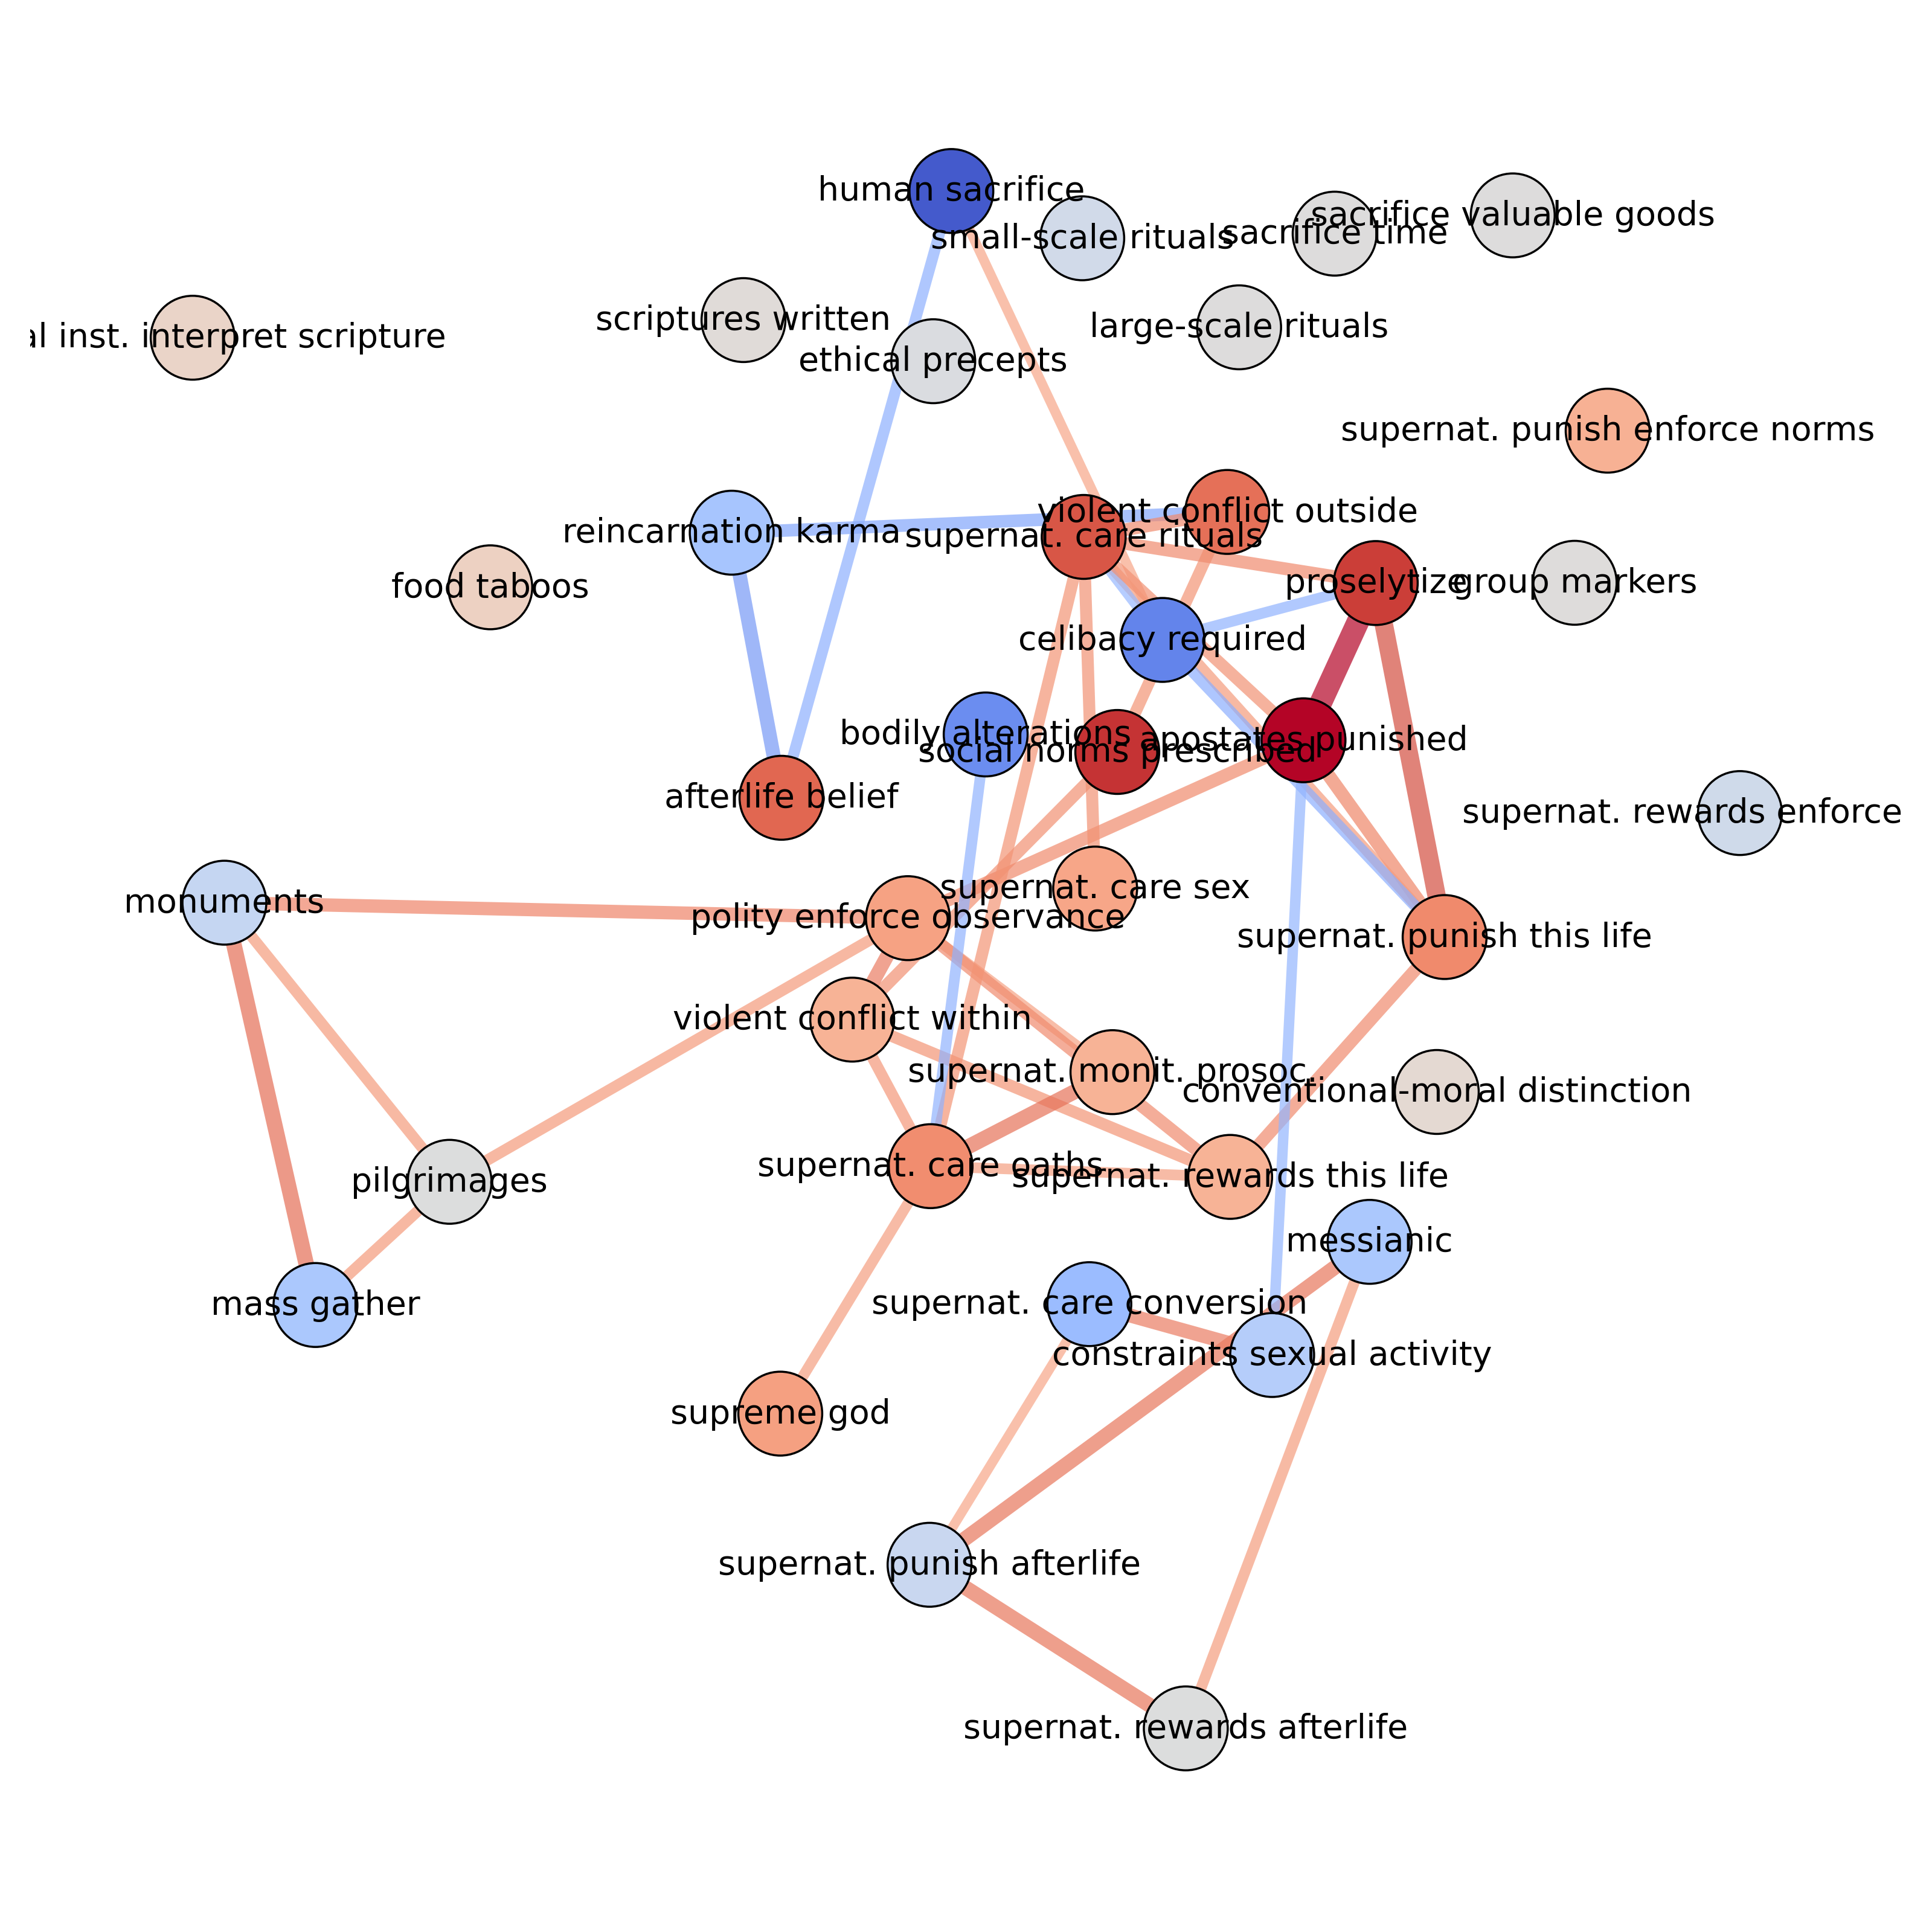 human sacrifice
small-scale rituals
sacrifice time
sacrifice valuable goods
scriptures written
large-scale rituals
inst. interpret scripture
ethical precepts
supernat. punish enforce norms
violent conflict outside
reincarnation karma
supernat. care rituals
food taboos
proselytize
group markers
celibacy required
bodily alterations
social norms prescribed
apostates punished
afterlife belief
supernat. rewards enforce
supernat. care sex
monuments
polity enforce observance
supernat. punish this life
violent conflict within
supernat. monit. prosoc.
conventional-moral distinction
supernat. care oaths
supernat. rewards this life
pilgrimages
messianic
supernat. care conversion
mass gather
constraints sexual activity
supreme god
supernat. punish afterlife
supernat. rewards afterlife